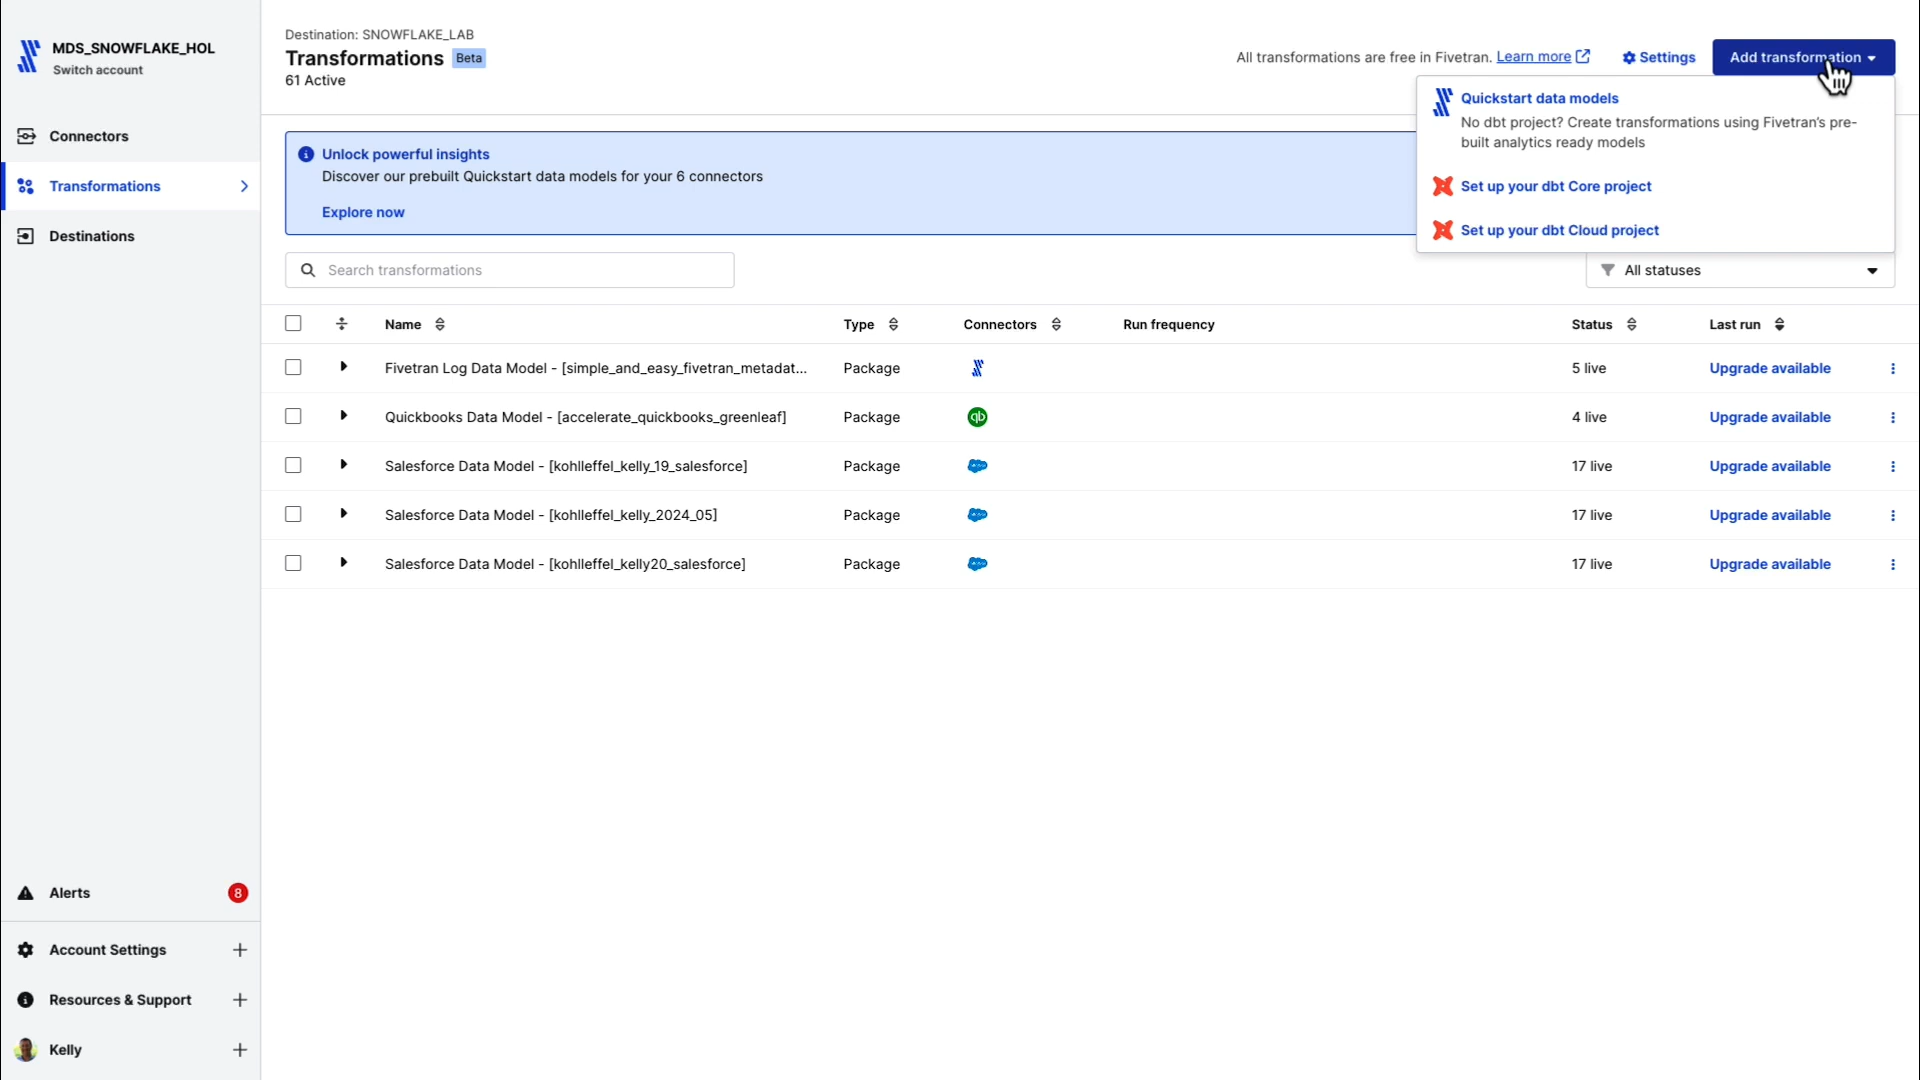 MDS_SNOWFLAKE_HOL
Switch account
Connectors
Transformations
Destinations
Alerts
8
Account Settings
Resources & Support
Kelly
Destination: SNOWFLAKE_LAB
Transformations Beta
61 Active
All transformations are free in Fivetran. Learn more
Settings
Add transformation
Quickstart data models
No dbt project? Create transformations using Fivetran's pre-
built analytics ready models
Set up your dbt Core project
Set up your dbt Cloud project
Unlock powerful insights
Discover our prebuilt Quickstart data models for your 6 connectors
Explore now
Search transformations
All statuses
Name Type Connectors Run frequency Status Last run
Fivetran Log Data Model - [simple_and_easy_fivetran_metadat... Package 5 live Upgrade available
Quickbooks Data Model - [accelerate_quickbooks_greenleaf] Package qb 4 live Upgrade available
Salesforce Data Model - [kohlleffel_kelly_19_salesforce] Package 17 live Upgrade available
Salesforce Data Model - [kohlleffel_kelly_2024_05] Package 17 live Upgrade available
Salesforce Data Model - [kohlleffel_kelly20_salesforce] Package 17 live Upgrade available